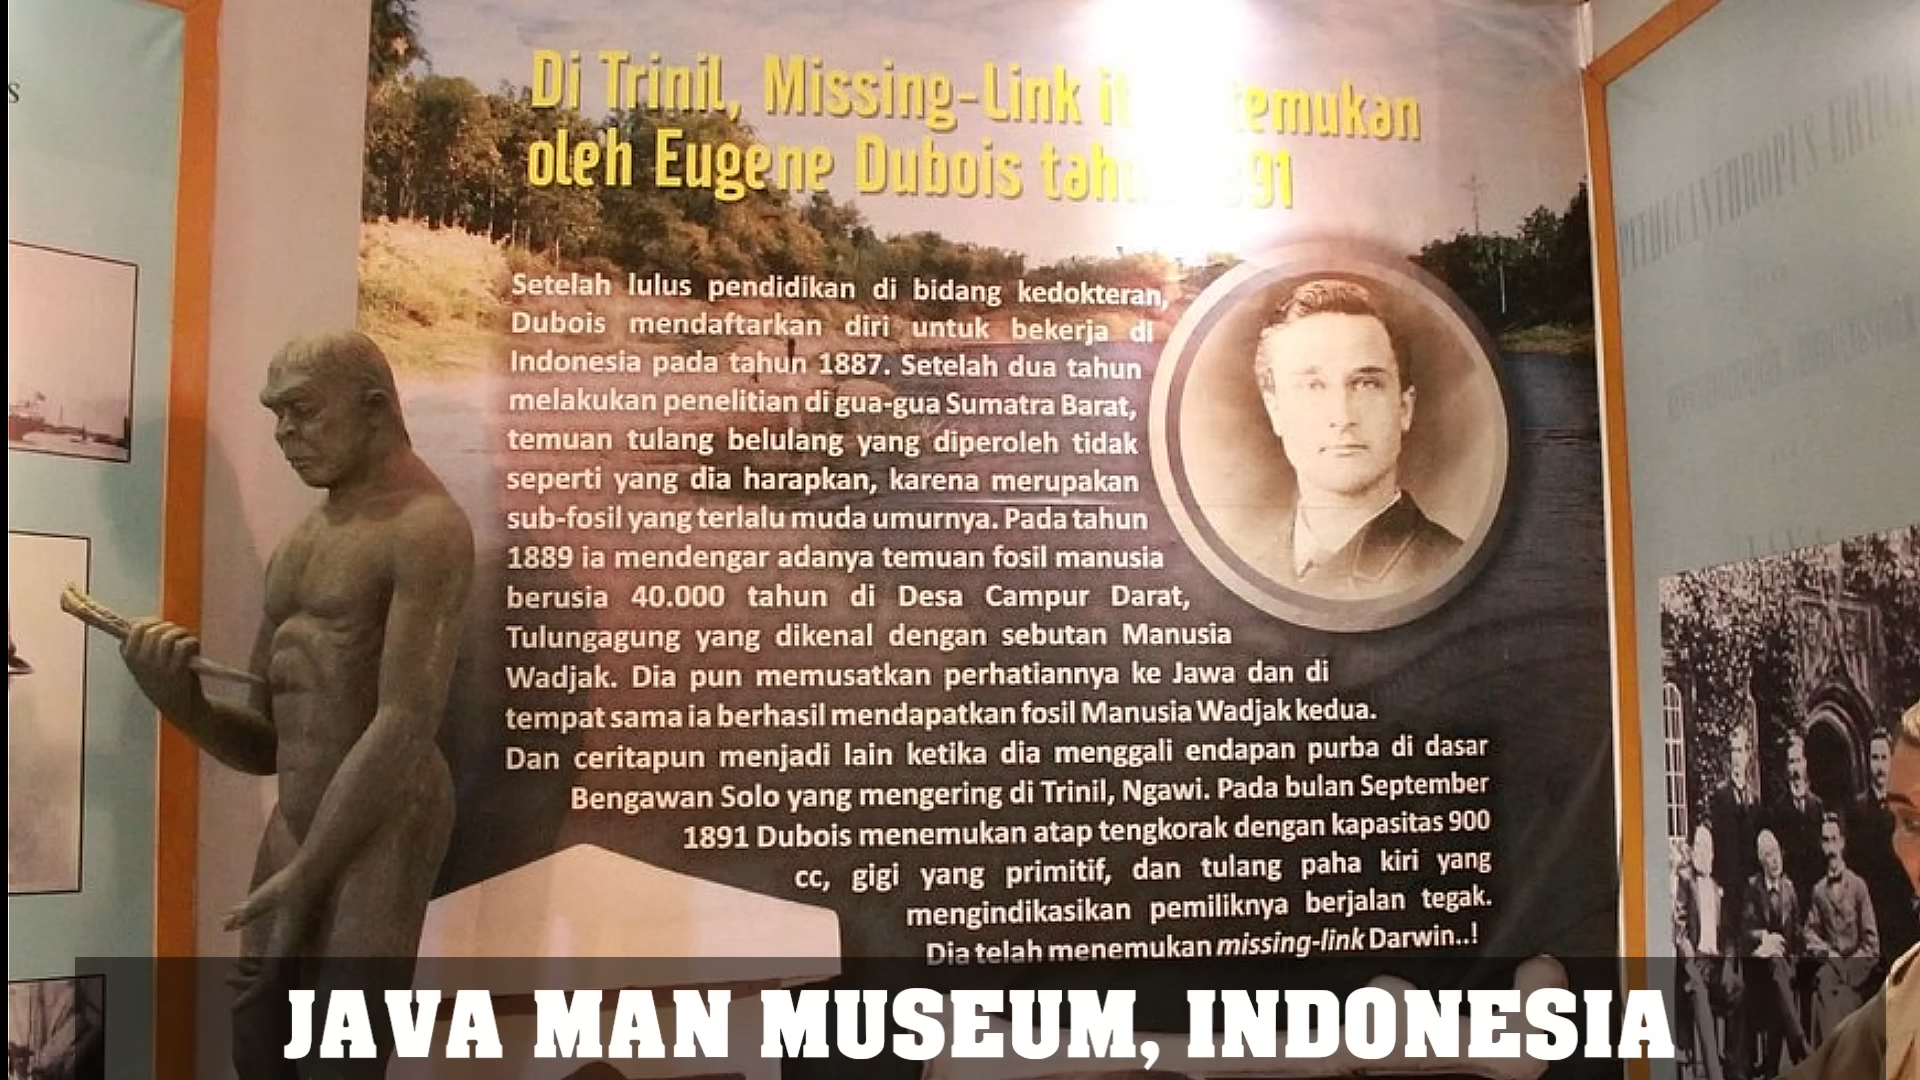 Di Trinil, Missing-Link
oleh Eugene Dubois
Setelah lulus pendidikan di bidang kedokteran,
Dubois mendaftarkan diri untuk bekerja di
Indonesia pada tahun 1887. Setelah dua tahun
melakukan penelitian di gua-gua Sumatra Barat,
temuan tulang belulang yang diperoleh tidak
seperti yang dia harapkan, karena merupakan
sub-fosil yang terlalu muda umurnya. Pada tahun
1889 ia mendengar adanya temuan fosil manusia
berusia 40.000 tahun di Desa Campur Darat,
Tulungagung yang dikenal dengan sebutan Manusia
Wadjak. Dia pun memusatkan perhatiannya ke Jawa dan di
tempat sama ia berhasil mendapatkan fosil Manusia Wadjak kedua.
Dan ceritapun menjadi lain ketika dia menggali endapan purba di dasar
Bengawan Solo yang mengering di Trinil, Ngawi. Pada bulan September
1891 Dubois menemukan atap tengkorak dengan kapasitas 900
cc, gigi yang primitif, dan tulang paha kiri yang
mengindikasikan pemiliknya berjalan tegak.
Dia telah menemukan missing-link Darwin..!
JAVA MAN MUSEUM, INDONESIA